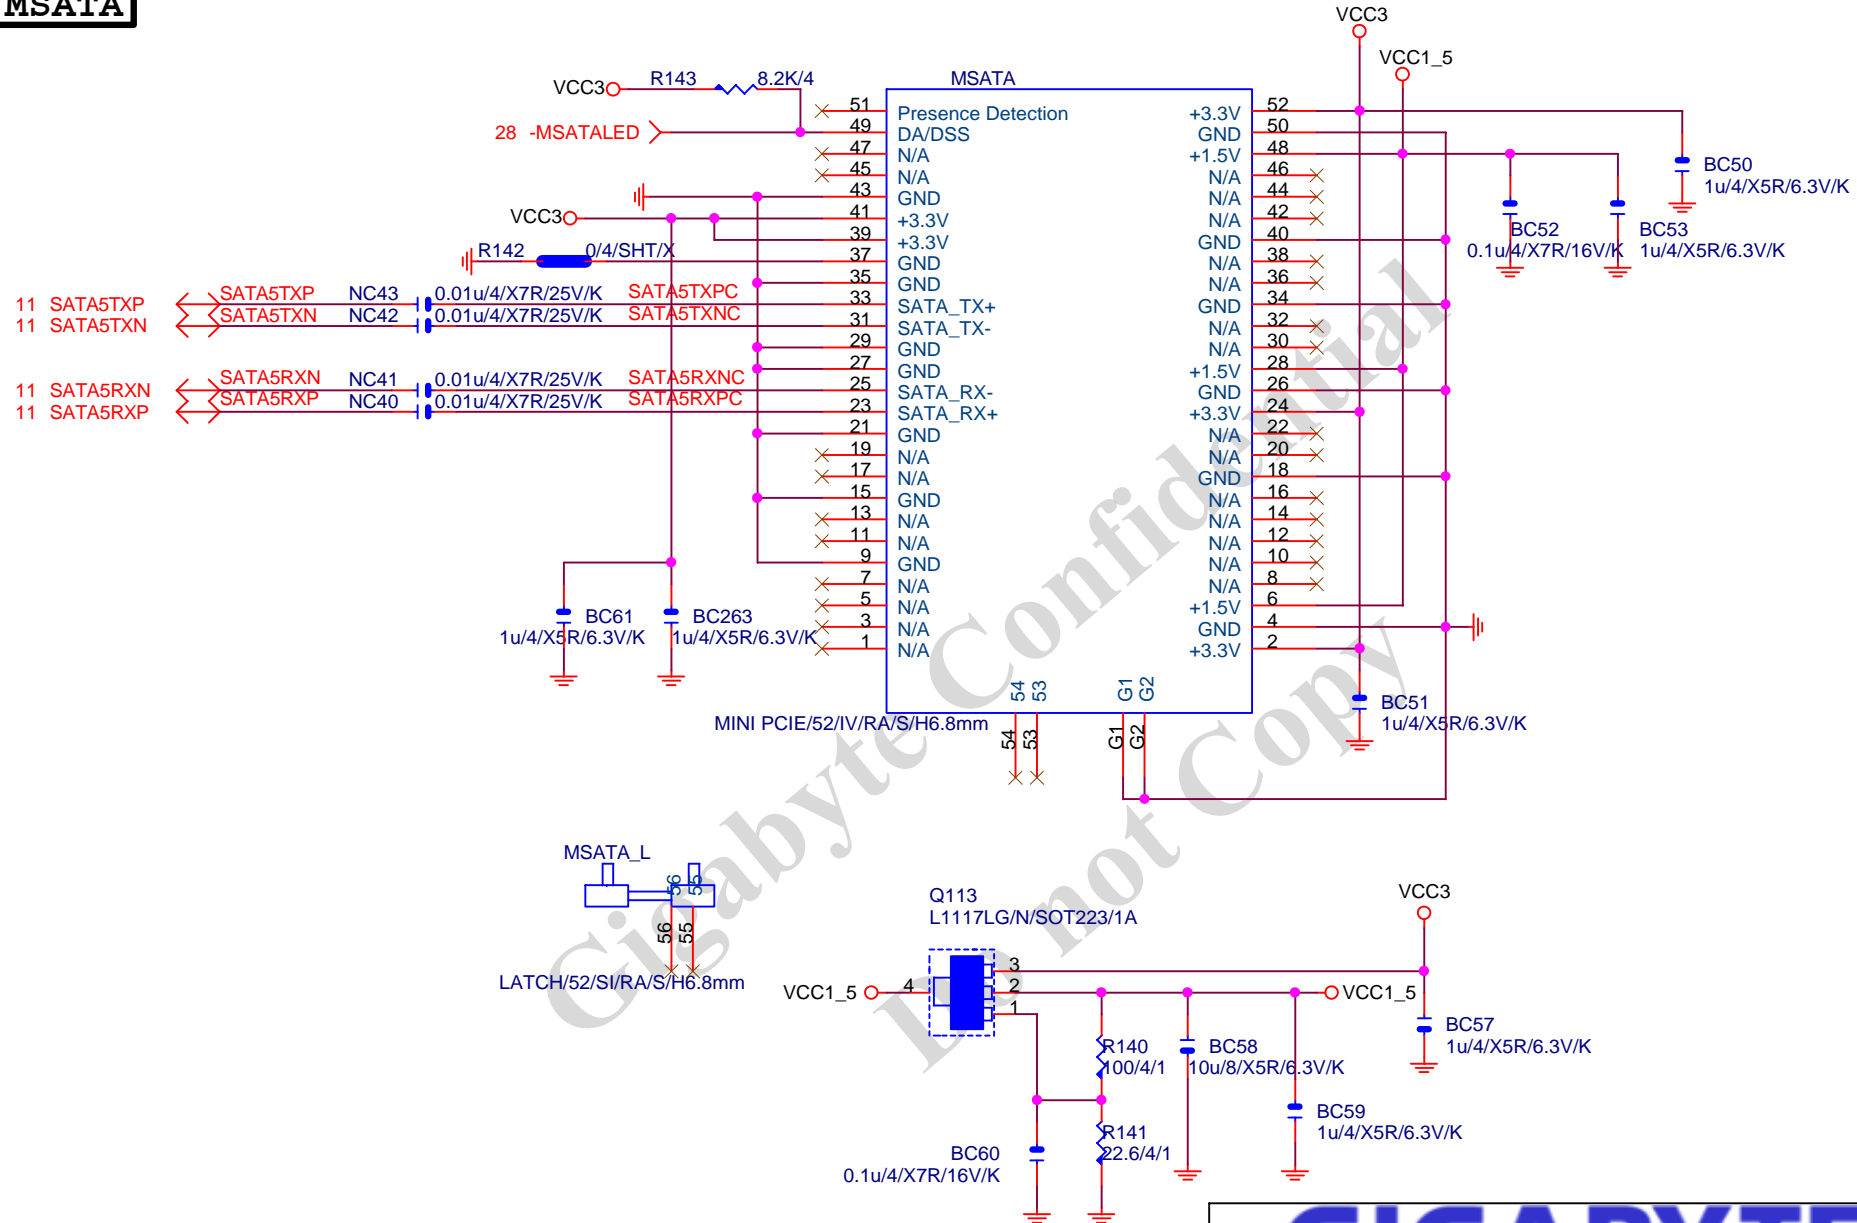 MSATA
VCC3
VCC1_5
VCC3 R143 8.2K/4 MSATA
28 -MSATALED
51 Presence Detection +3.3V 52
49 DA/DSS GND 50
47 N/A +1.5V 48
45 N/A N/A 46
43 GND N/A 44
VCC3 41 +3.3V N/A 42
39 +3.3V GND 40
R142 0/4/SHT/X 37 GND N/A 38
35 GND N/A 36
11 SATA5TXP SATA5TXP NC43 0.01u/4/X7R/25V/K SATA5TXPC 33 SATA_TX+ GND 34
11 SATA5TXN SATA5TXN NC42 0.01u/4/X7R/25V/K SATA5TXNC 31 SATA_TX- N/A 32
29 GND N/A 30
27 GND +1.5V 28
11 SATA5RXN SATA5RXN NC41 0.01u/4/X7R/25V/K SATA5RXNC 25 SATA_RX- GND 26
11 SATA5RXP SATA5RXP NC40 0.01u/4/X7R/25V/K SATA5RXPC 23 SATA_RX+ +3.3V 24
21 GND N/A 22
19 N/A N/A 20
17 N/A GND 18
15 GND N/A 16
13 N/A N/A 14
11 N/A N/A 12
9 GND N/A 10
7 N/A N/A 8
5 N/A +1.5V 6
3 N/A GND 4
1 N/A +3.3V 2
BC50
1u/4/X5R/6.3V/K
BC52
0.1u/4/X7R/16V/K
BC53
1u/4/X5R/6.3V/K
BC61
1u/4/X5R/6.3V/K
BC263
1u/4/X5R/6.3V/K
54 53 G1 G2
MINI PCIE/52/IV/RA/S/H6.8mm
54 53 G1 G2
BC51
1u/4/X5R/6.3V/K
MSATA_L
56 55
56 55
LATCH/52/SI/RA/S/H6.8mm
Q113
L1117LG/N/SOT223/1A
VCC3
3
VCC1_5 4 2 VCC1_5
1
BC57
1u/4/X5R/6.3V/K
R140
100/4/1
BC58
10u/8/X5R/6.3V/K
BC59
1u/4/X5R/6.3V/K
R141
22.6/4/1
BC60
0.1u/4/X7R/16V/K
Gigabyte Confidential
Do not Copy
GIGABYTE